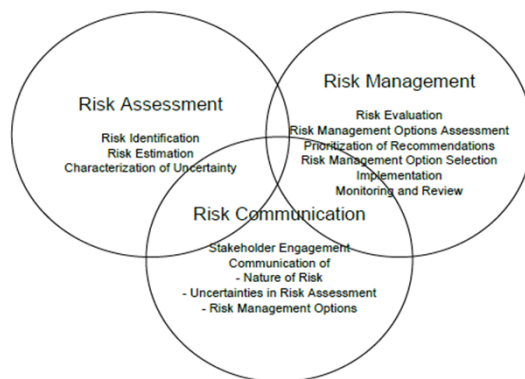 Risk Assessment
Risk Identification
Risk Estimation
Characterization of Uncertainty
Risk Management
Risk Evaluation
Risk Management Options Assessment
Prioritization of Recommendations
Risk Management Option Selection
Implementation
Monitoring and Review
Risk Communication
Stakeholder Engagement
Communication of
- Nature of Risk
- Uncertainties in Risk Assessment
- Risk Management Options